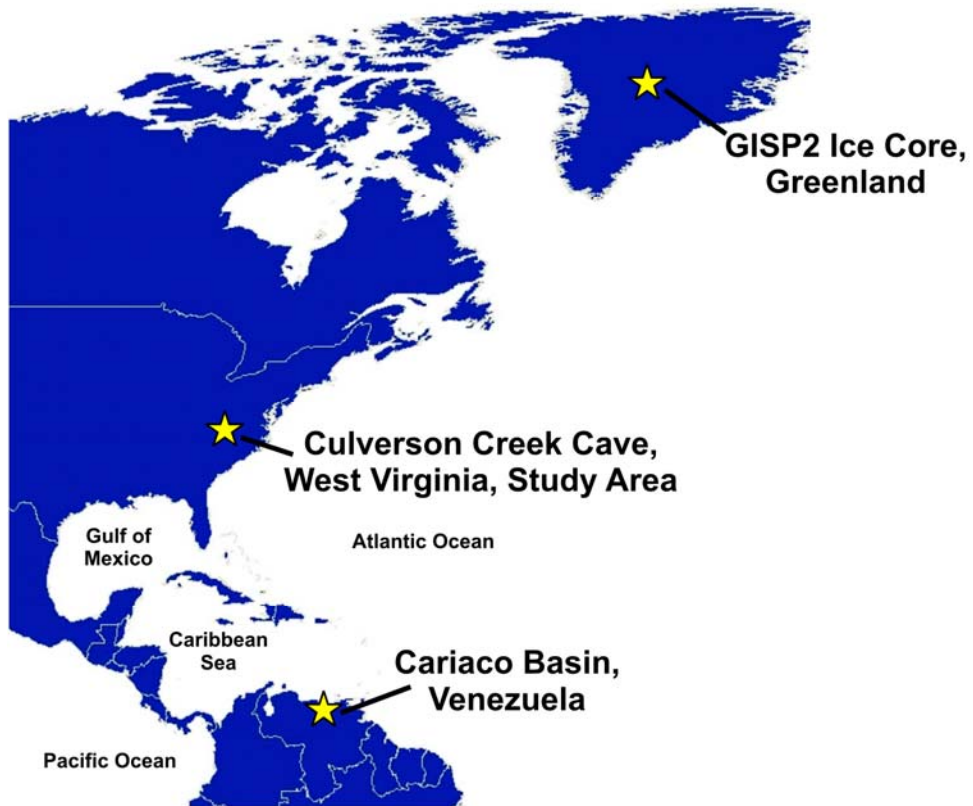 GISP2 Ice Core,
Greenland
Culverson Creek Cave,
West Virginia, Study Area
Gulf of
Mexico
Atlantic Ocean
Caribbean
Sea
Cariaco Basin,
Venezuela
Pacific Ocean